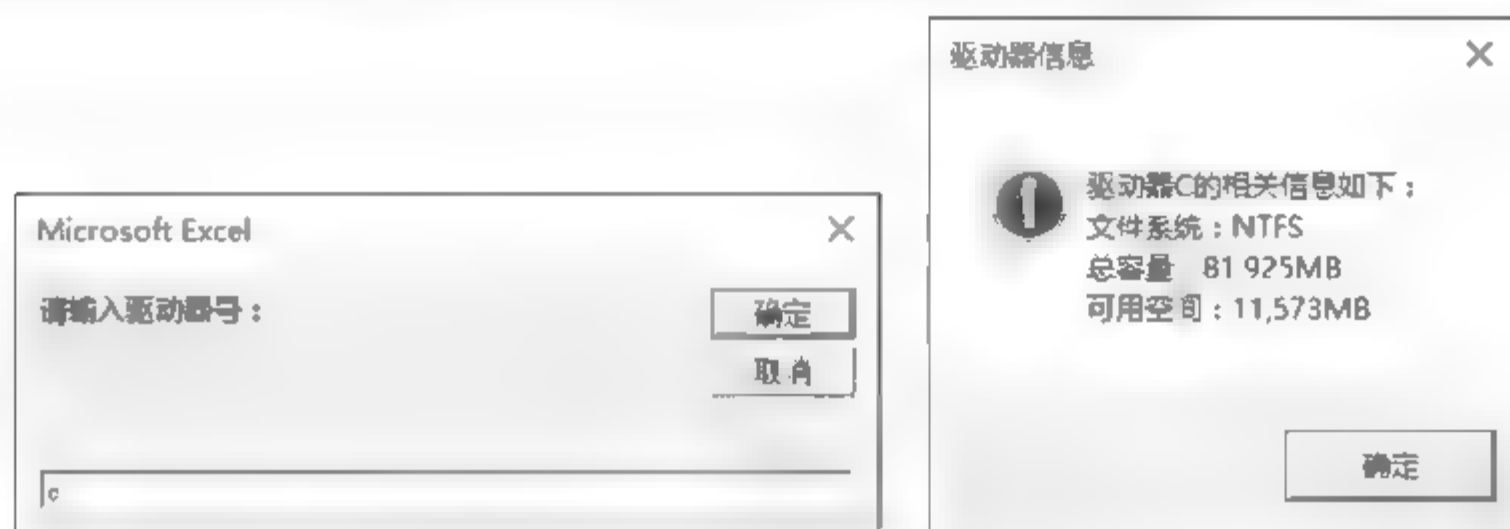 Microsoft Excel
请输入驱动器号：
确定
取消
c
驱动器信息
驱动器C的相关信息如下：
文件系统：NTFS
总容量 81 925MB
可用空间：11,573MB
确定